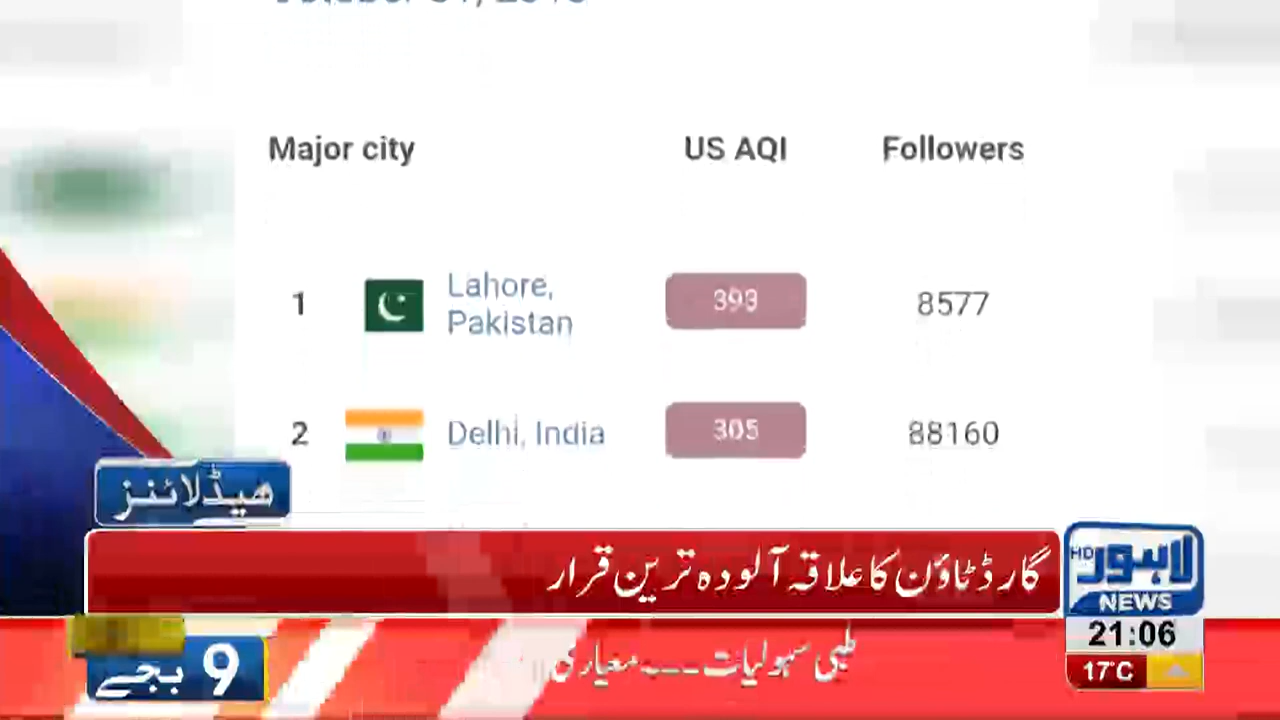 Major city US AQI Followers
1 Lahore, Pakistan 393 8577
2 Delhi, India 305 88160
ہیڈلائنز
گارڈ ٹاؤن کا علاقہ آلودہ ترین قرار
لاہور HD
NEWS
21:06
17°C
9 بجے
طبی سہولیات۔۔۔معیاری